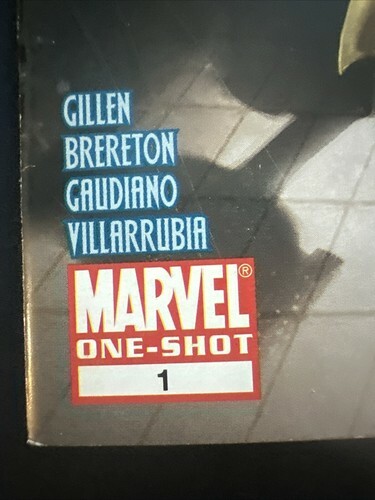 GILLEN
BRERETON
GAUDIANO
VILLARRUBIA
MARVEL®
ONE-SHOT
1